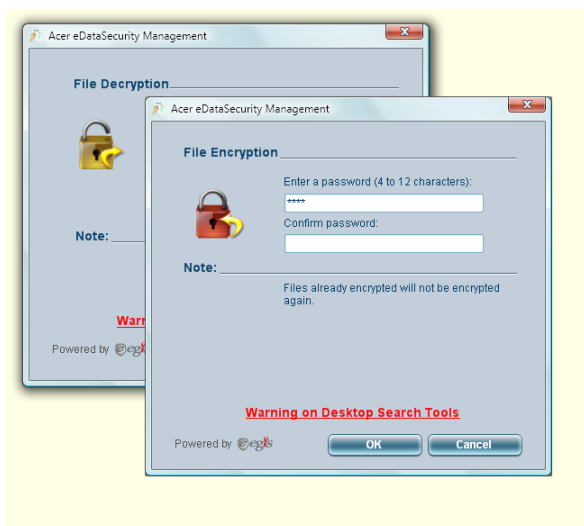 Acer eDataSecurity Management
File Decryption
Note:
Powered by egis
Acer eDataSecurity Management
File Encryption
Enter a password (4 to 12 characters):
****
Confirm password:
Note:
Files already encrypted will not be encrypted
again.
Warning on Desktop Search Tools
Powered by egis
OK
Cancel